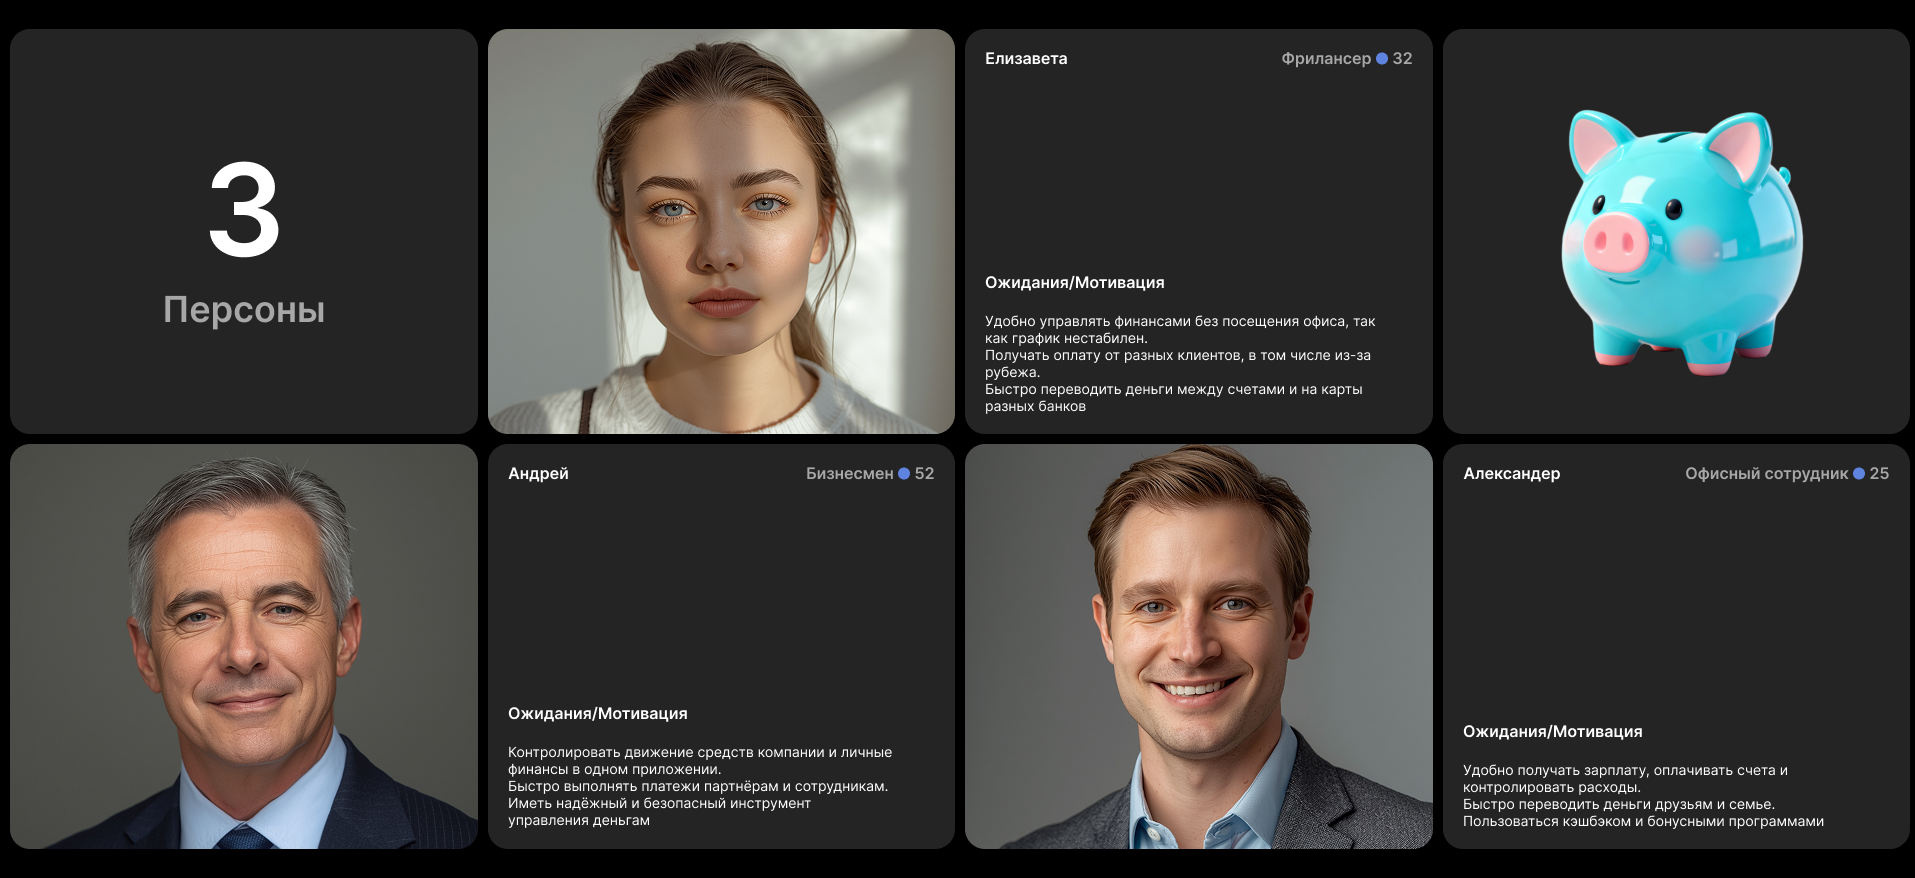 3
Персоны
Елизавета
Фрилансер 32
Ожидания/Мотивация
Удобно управлять финансами без посещения офиса, так
как график нестабилен.
Получать оплату от разных клиентов, в том числе из-за
рубежа.
Быстро переводить деньги между счетами и на карты
разных банков
Андрей
Бизнесмен 52
Ожидания/Мотивация
Контролировать движение средств компании и личные
финансы в одном приложении.
Быстро выполнять платежи партнёрам и сотрудникам.
Иметь надёжный и безопасный инструмент
управления деньгам
Александер
Офисный сотрудник 25
Ожидания/Мотивация
Удобно получать зарплату, оплачивать счета и
контролировать расходы.
Быстро переводить деньги друзьям и семье.
Пользоваться кэшбэком и бонусными программами